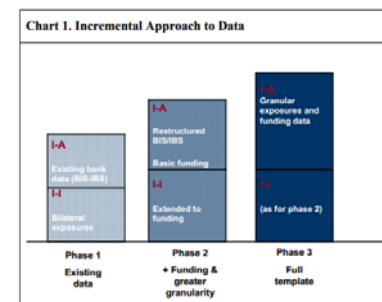 Chart 1. Incremental Approach to Data
I-A
Existing bank
data (BIS-IBS)
I-I
Bilateral
exposures
Phase 1
Existing
data
I-A
Restructured
BIS/IBS
Basic funding
I-I
Extended to
funding
Phase 2
+ Funding &
greater
granularity
I-A
Granular
exposures and
funding data
I-I
(as for phase 2)
Phase 3
Full
template